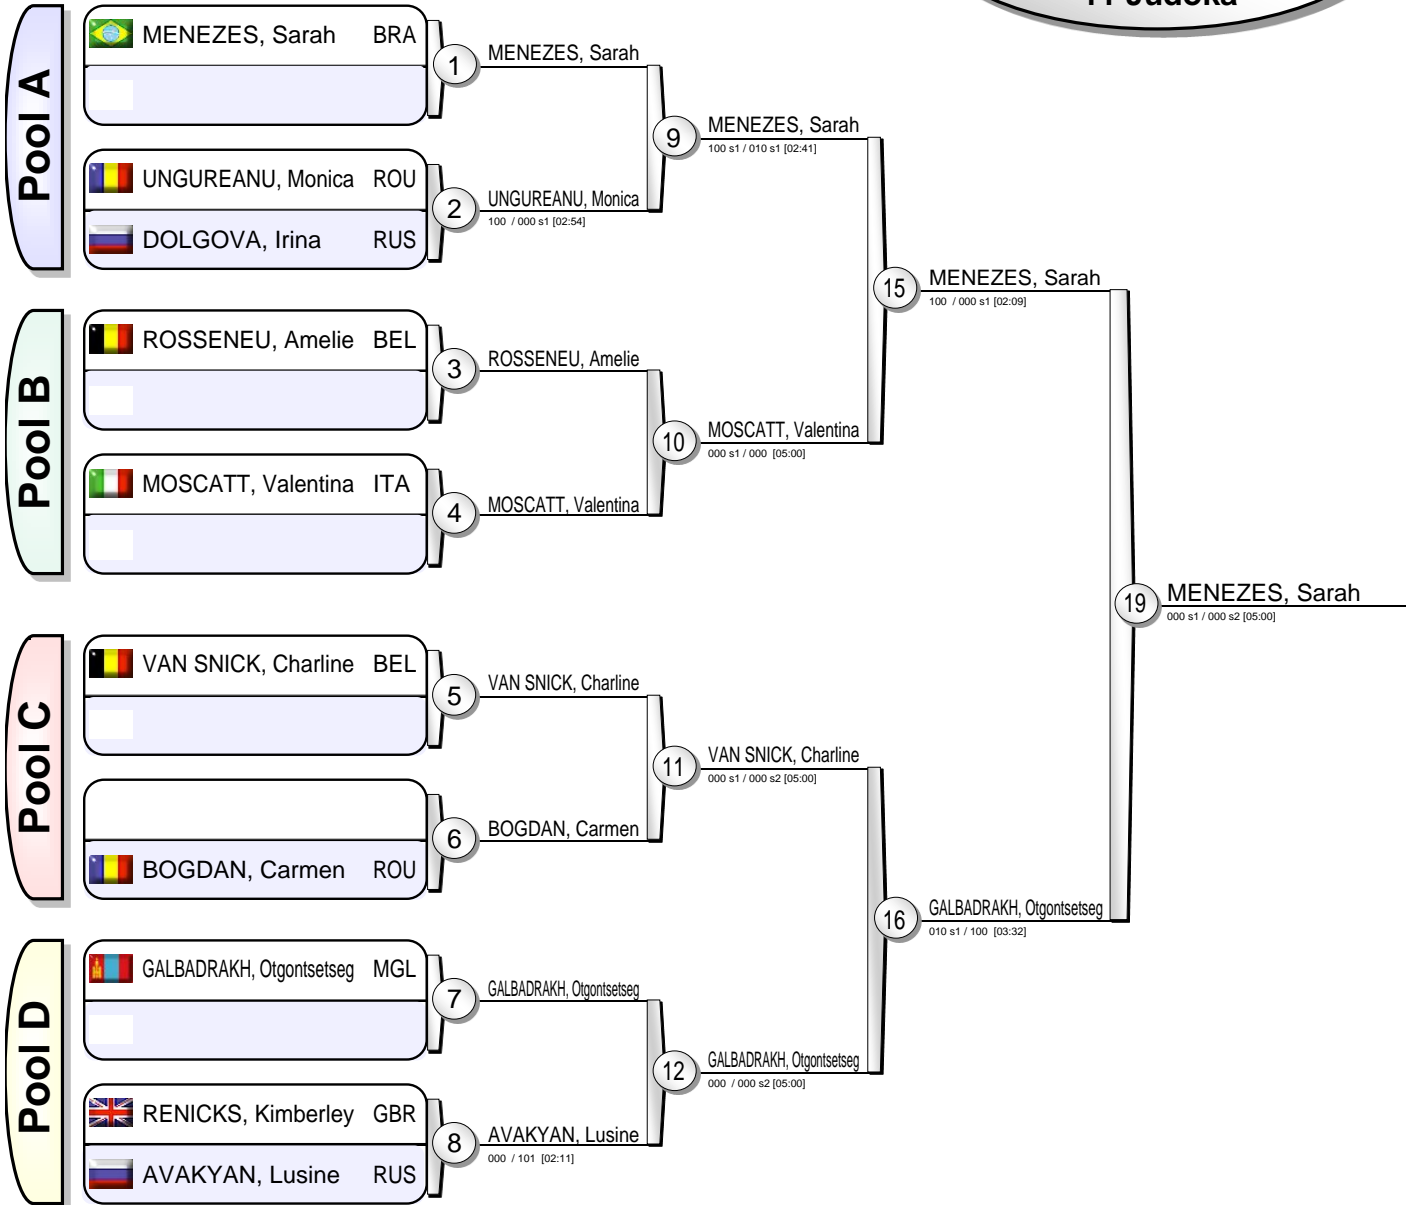 11 Judoka
Pool A
MENEZES, Sarah BRA
1
MENEZES, Sarah
UNGUREANU, Monica ROU
DOLGOVA, Irina RUS
2
UNGUREANU, Monica
100 / 000 s1 [02:54]
9
MENEZES, Sarah
100 s1 / 010 s1 [02:41]
Pool B
ROSSENEU, Amelie BEL
3
ROSSENEU, Amelie
MOSCATT, Valentina ITA
4
MOSCATT, Valentina
10
MOSCATT, Valentina
000 s1 / 000 [05:00]
15
MENEZES, Sarah
100 / 000 s1 [02:09]
Pool C
VAN SNICK, Charline BEL
5
VAN SNICK, Charline
BOGDAN, Carmen ROU
6
BOGDAN, Carmen
11
VAN SNICK, Charline
000 s1 / 000 s2 [05:00]
Pool D
GALBADRAKH, Otgontsetseg MGL
7
GALBADRAKH, Otgontsetseg
RENICKS, Kimberley GBR
AVAKYAN, Lusine RUS
8
AVAKYAN, Lusine
000 / 101 [02:11]
12
GALBADRAKH, Otgontsetseg
000 / 000 s2 [05:00]
16
GALBADRAKH, Otgontsetseg
010 s1 / 100 [03:32]
19
MENEZES, Sarah
000 s1 / 000 s2 [05:00]